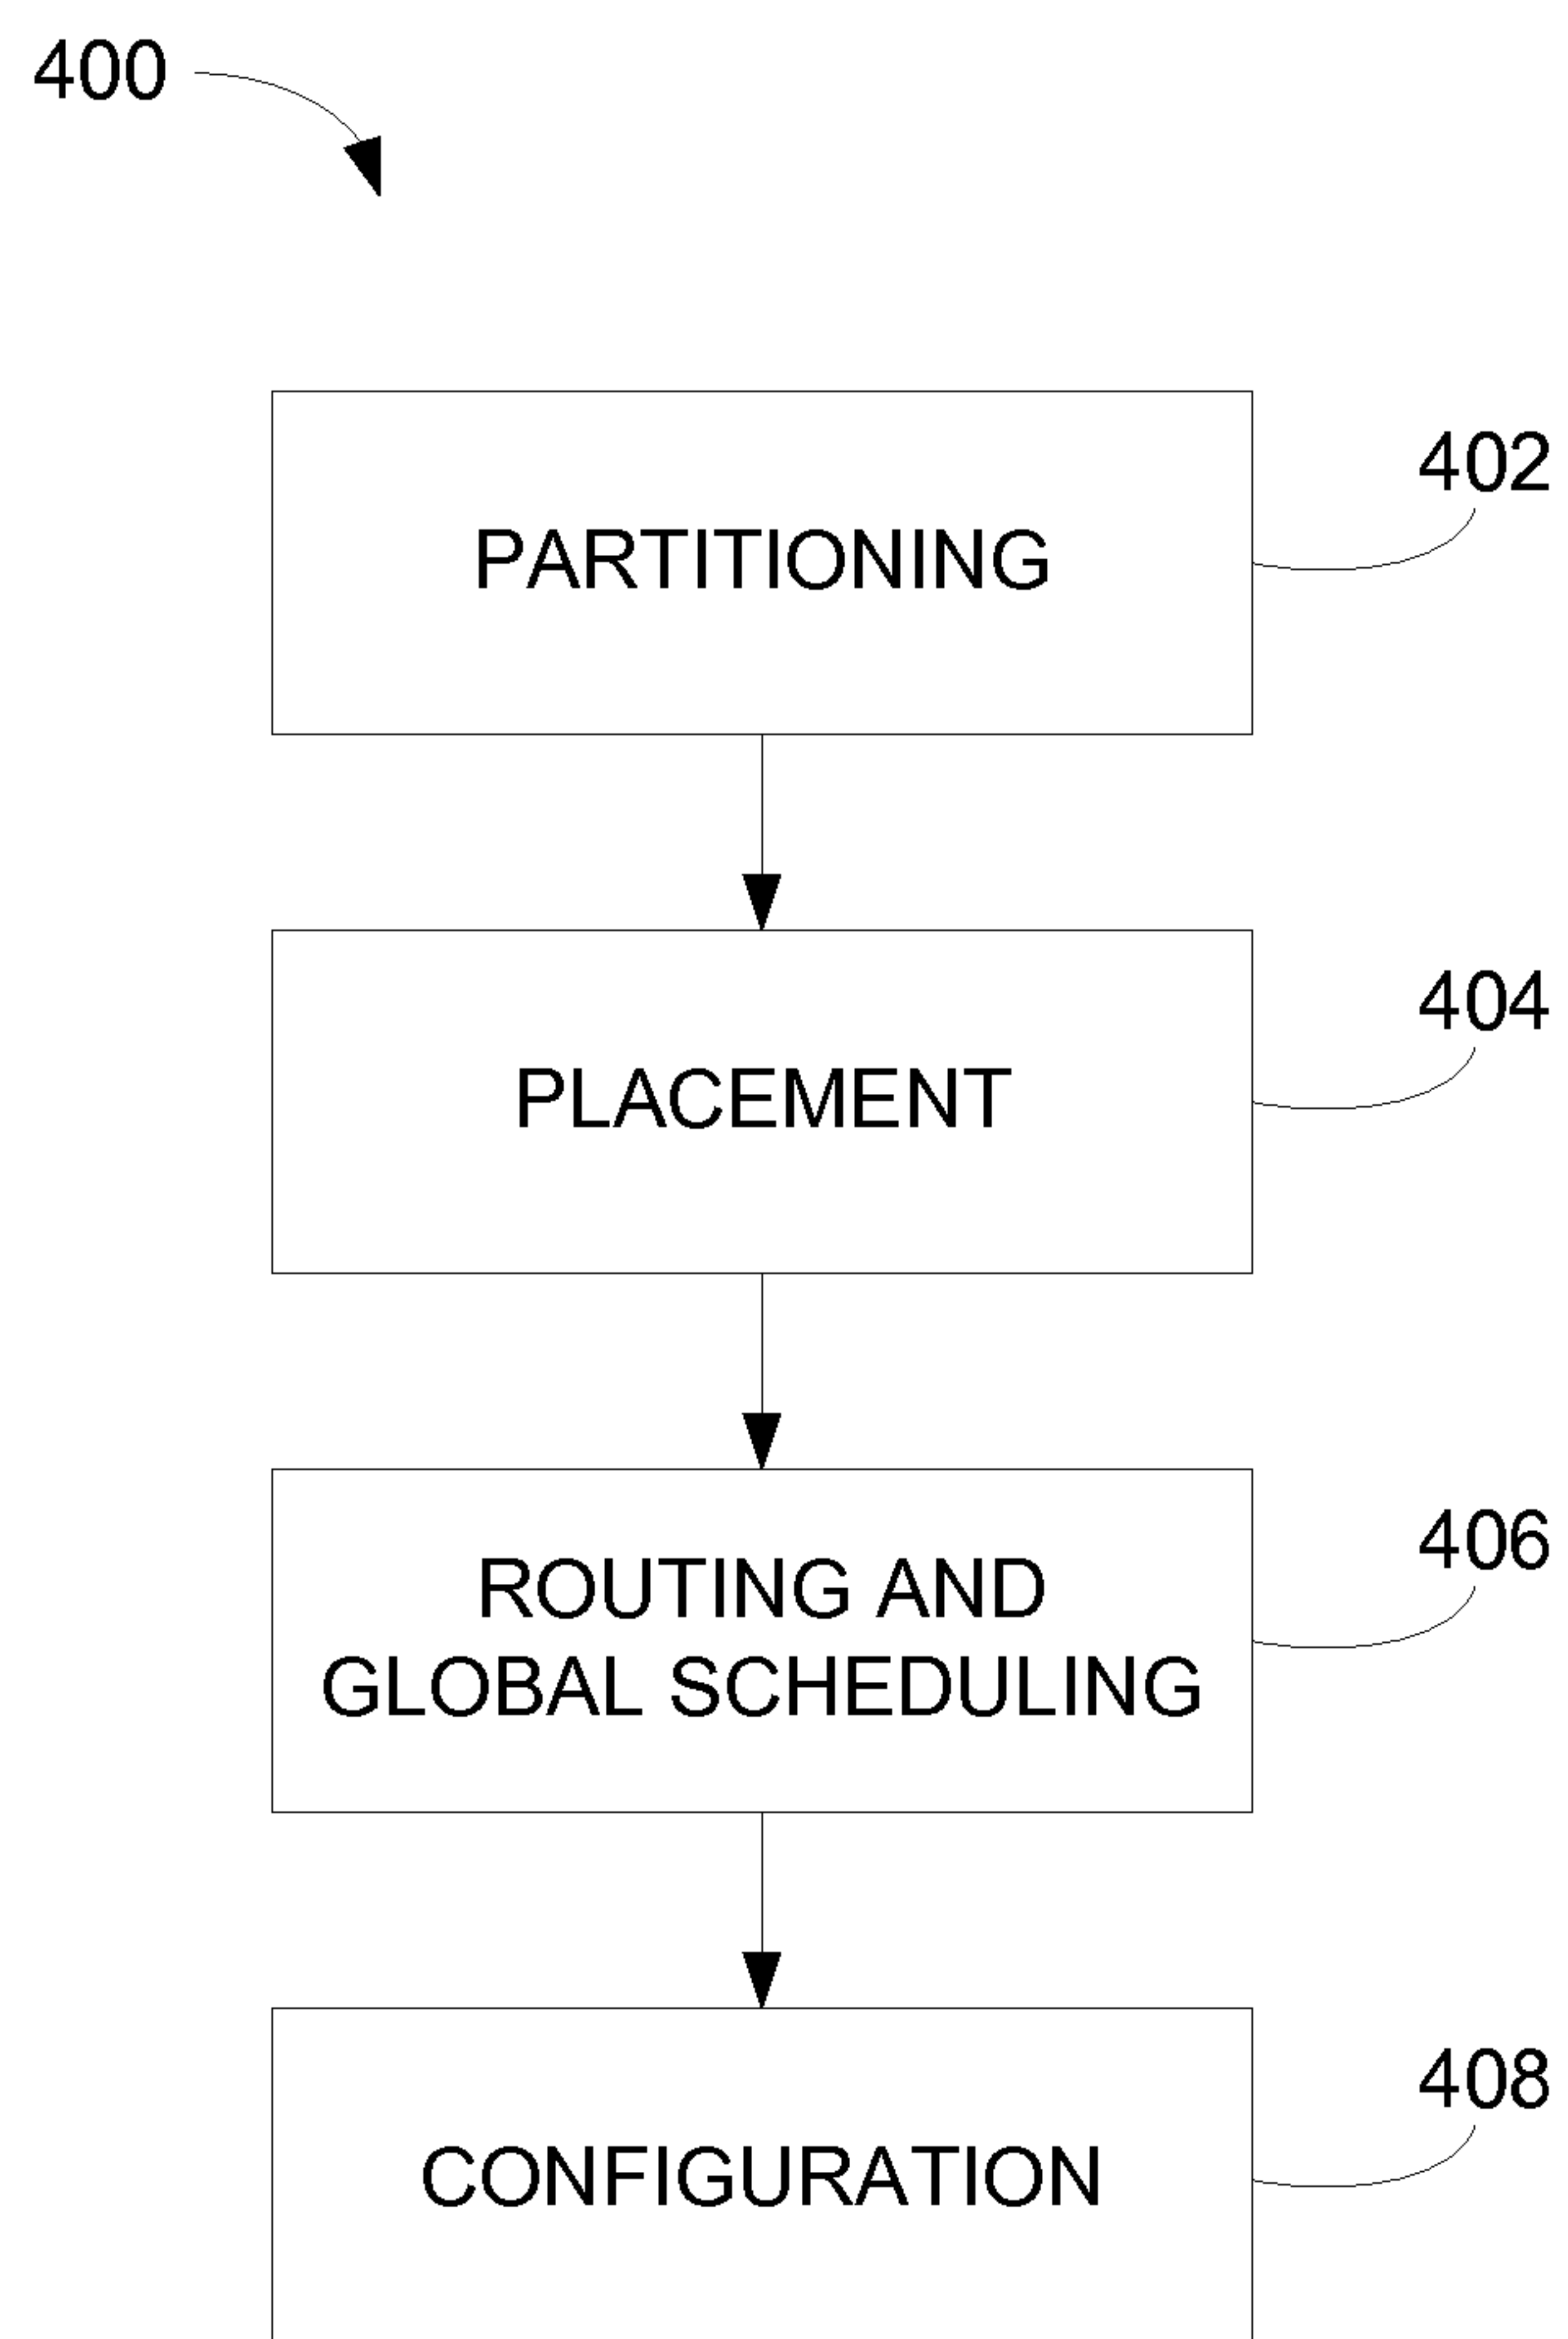 400
402
PARTITIONING
404
PLACEMENT
406
ROUTING AND
GLOBAL SCHEDULING
408
CONFIGURATION